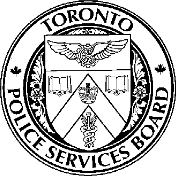 TORONTO
POLICE SERVICES BOARD